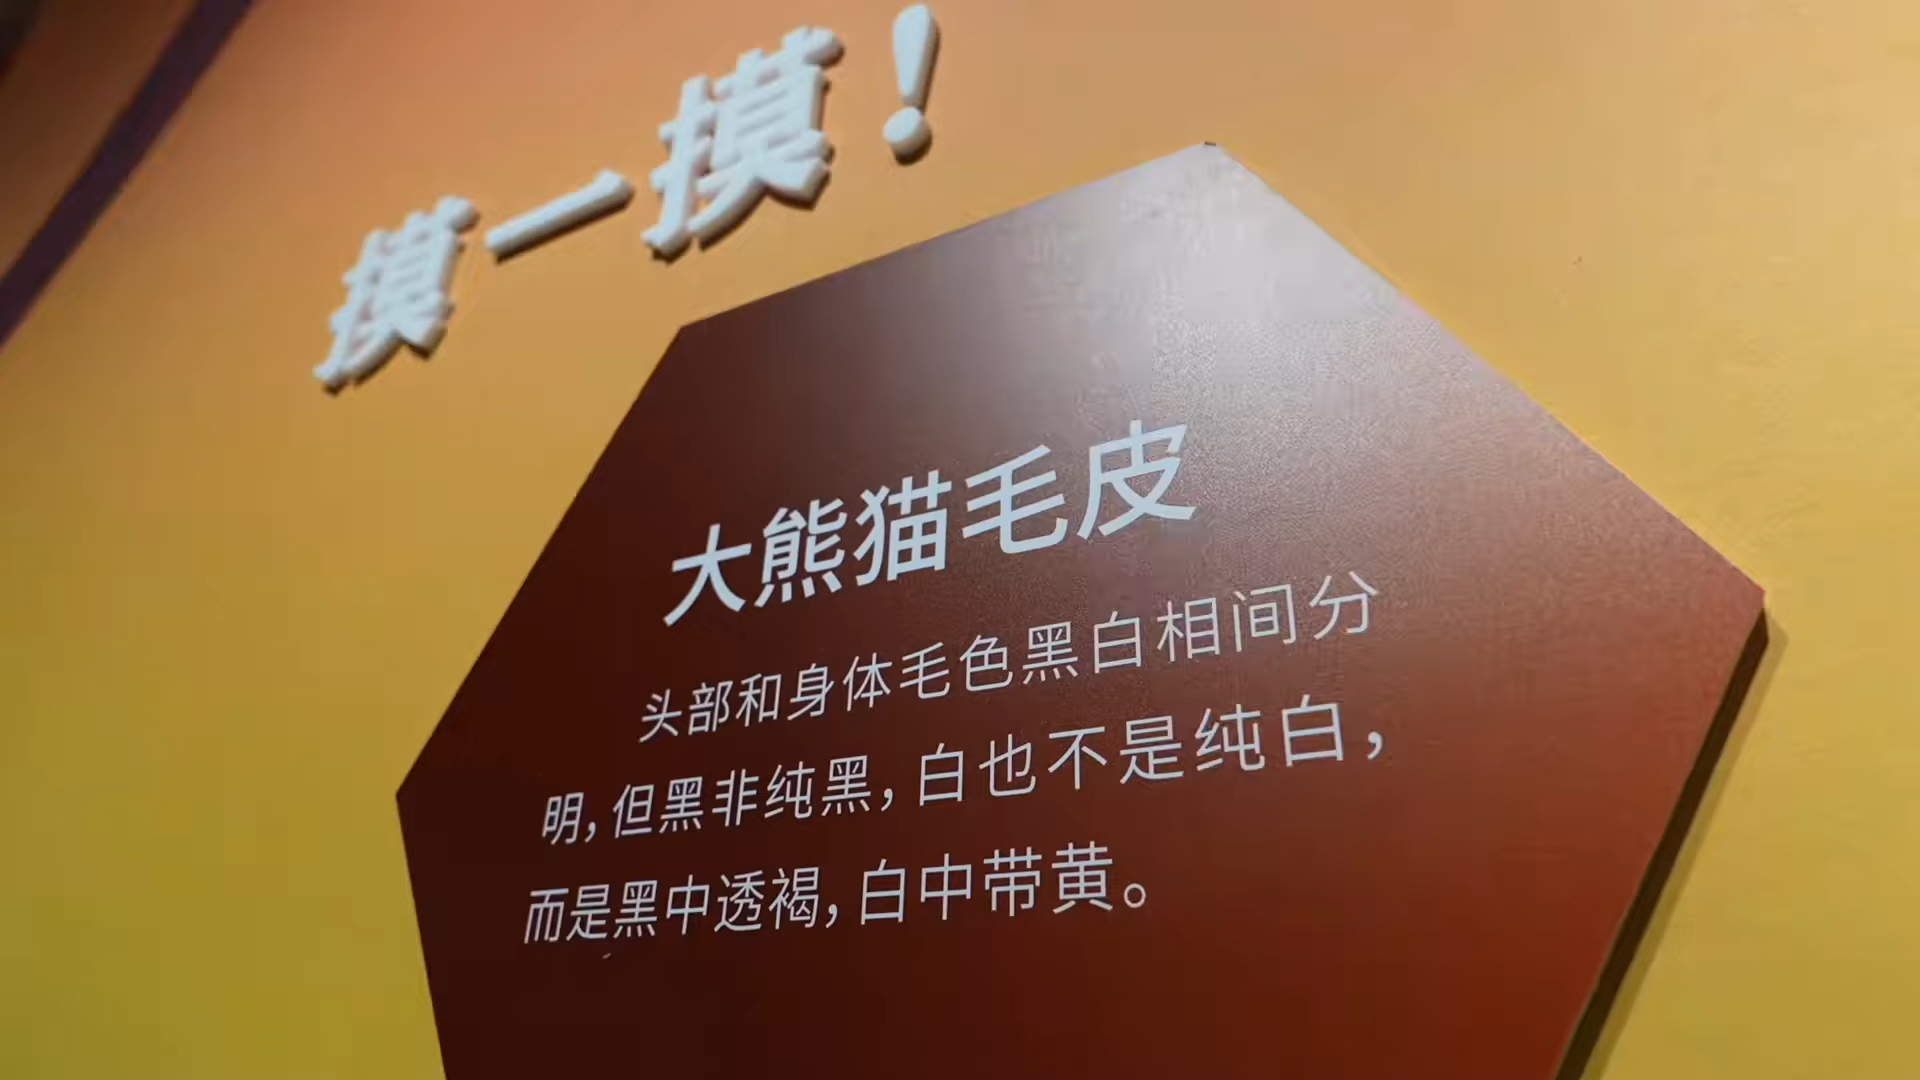 摸一摸！
大熊猫毛皮
头部和身体毛色黑白相间分
明，但黑非纯黑，白也不是纯白，
而是黑中透褐，白中带黄。